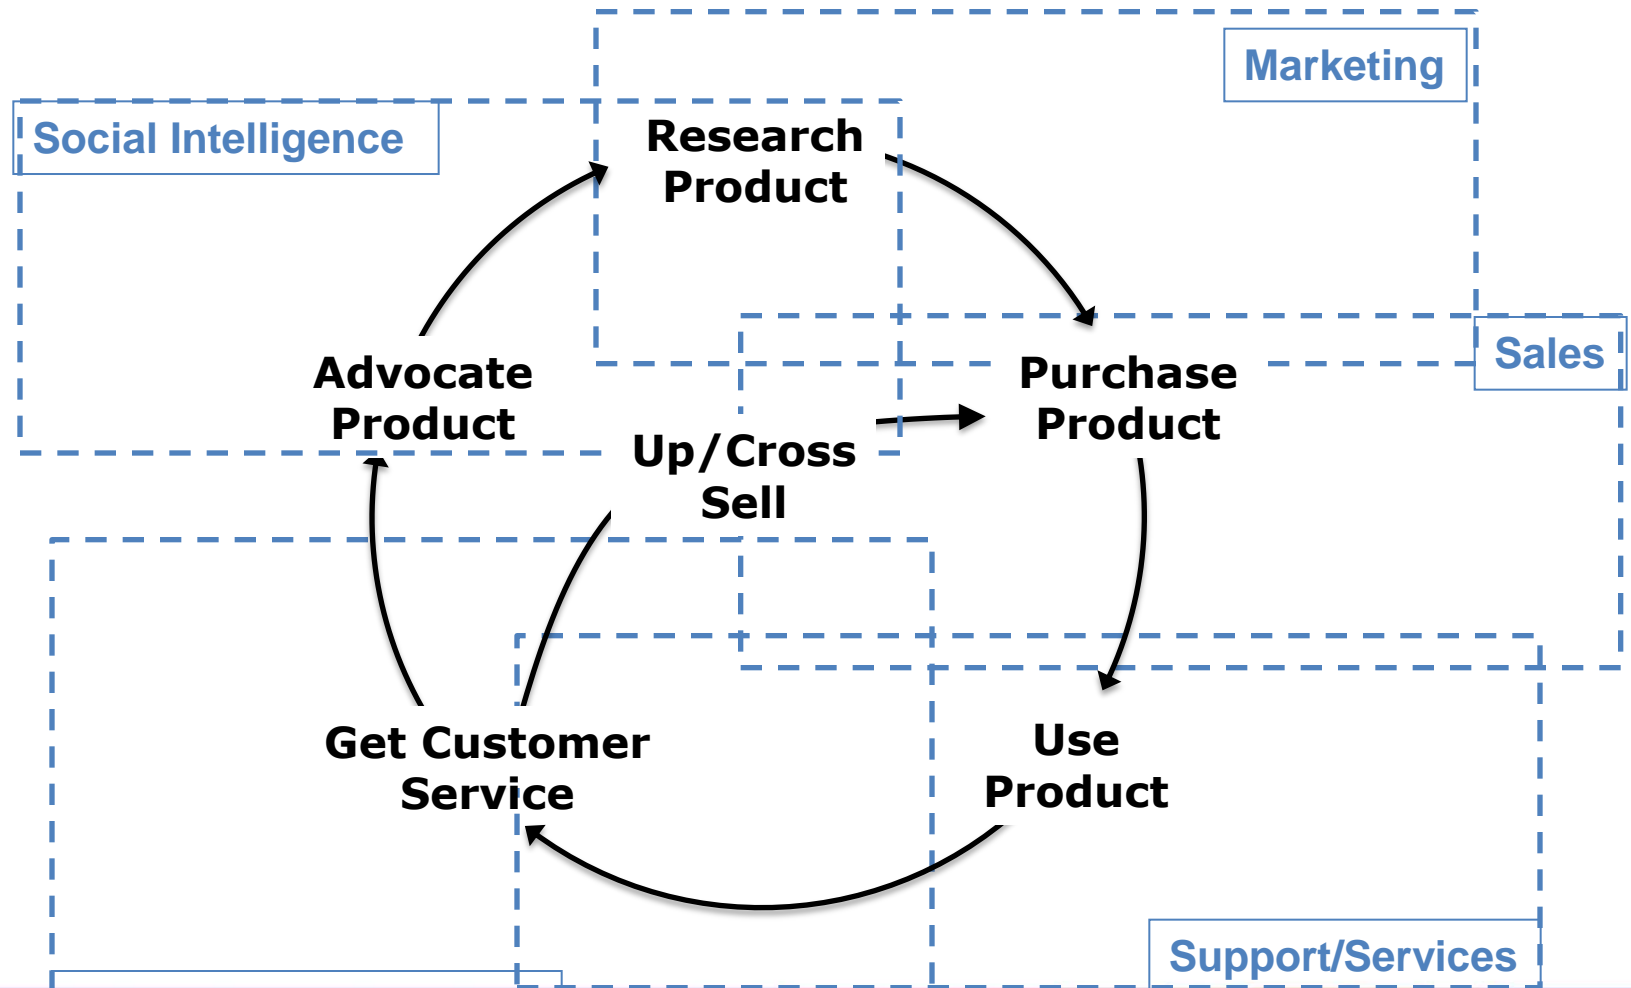 Marketing
Social Intelligence
Research
Product
Sales
Advocate
Product
Purchase
Product
Up/Cross
Sell
Get Customer
Service
Use
Product
Support/Services